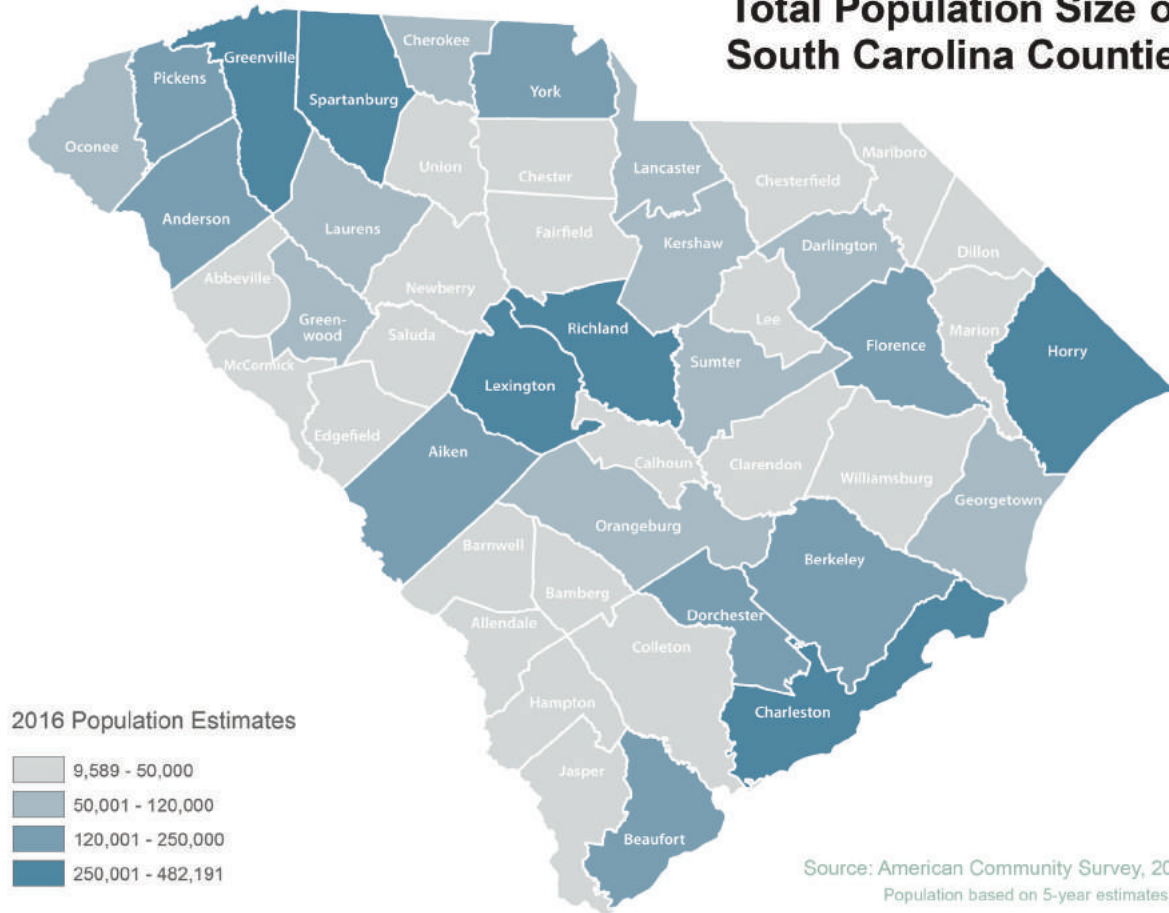 Total Population Size o
South Carolina Countie
Cherokee
Greenville
Pickens
York
Spartanburg
Oconee
Union
Chester
Lancaster
Marlboro
Chesterfield
Anderson
Laurens
Fairfield
Kershaw
Darlington
Dillon
Abbeville
Newberry
Green-
wood
Saluda
Richland
Lee
Marion
Florence
Horry
McCormick
Lexington
Sumter
Edgefield
Aiken
Calhoun
Clarendon
Williamsburg
Georgetown
Orangeburg
Barnwell
Berkeley
Bamberg
Allendale
Dorchester
Colleton
Hampton
Charleston
Jasper
Beaufort
2016 Population Estimates
9,589 - 50,000
50,001 - 120,000
120,001 - 250,000
250,001 - 482,191
Source: American Community Survey, 20
Population based on 5-year estimates